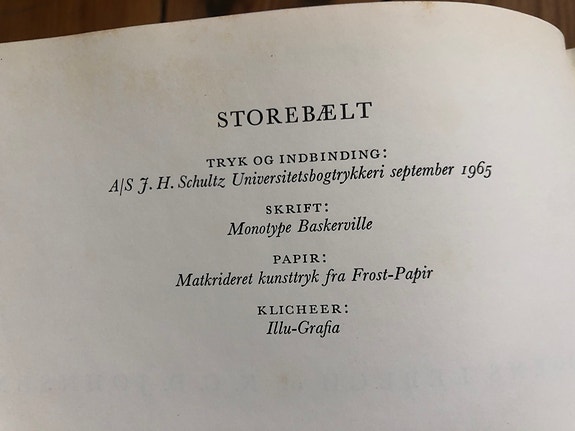 STOREBÆLT
TRYK OG INDBINDING:
A/S J. H. Schultz Universitetsbogtrykkeri september 1965
SKRIFT:
Monotype Baskerville
PAPIR:
Matkrideret kunsttryk fra Frost-Papir
KLICHEER:
Illu-Grafia